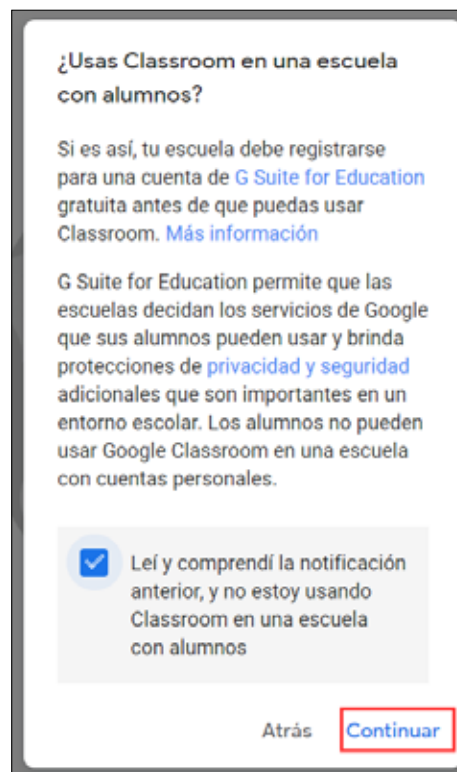 ¿Usas Classroom en una escuela
con alumnos?
Si es así, tu escuela debe registrarse
para una cuenta de G Suite for Education
gratuita antes de que puedas usar
Classroom. Más información
G Suite for Education permite que las
escuelas decidan los servicios de Google
que sus alumnos pueden usar y brinda
protecciones de privacidad y seguridad
adicionales que son importantes en un
entorno escolar. Los alumnos no pueden
usar Google Classroom en una escuela
con cuentas personales.
Leí y comprendí la notificación
anterior, y no estoy usando
Classroom en una escuela
con alumnos
Atrás Continuar